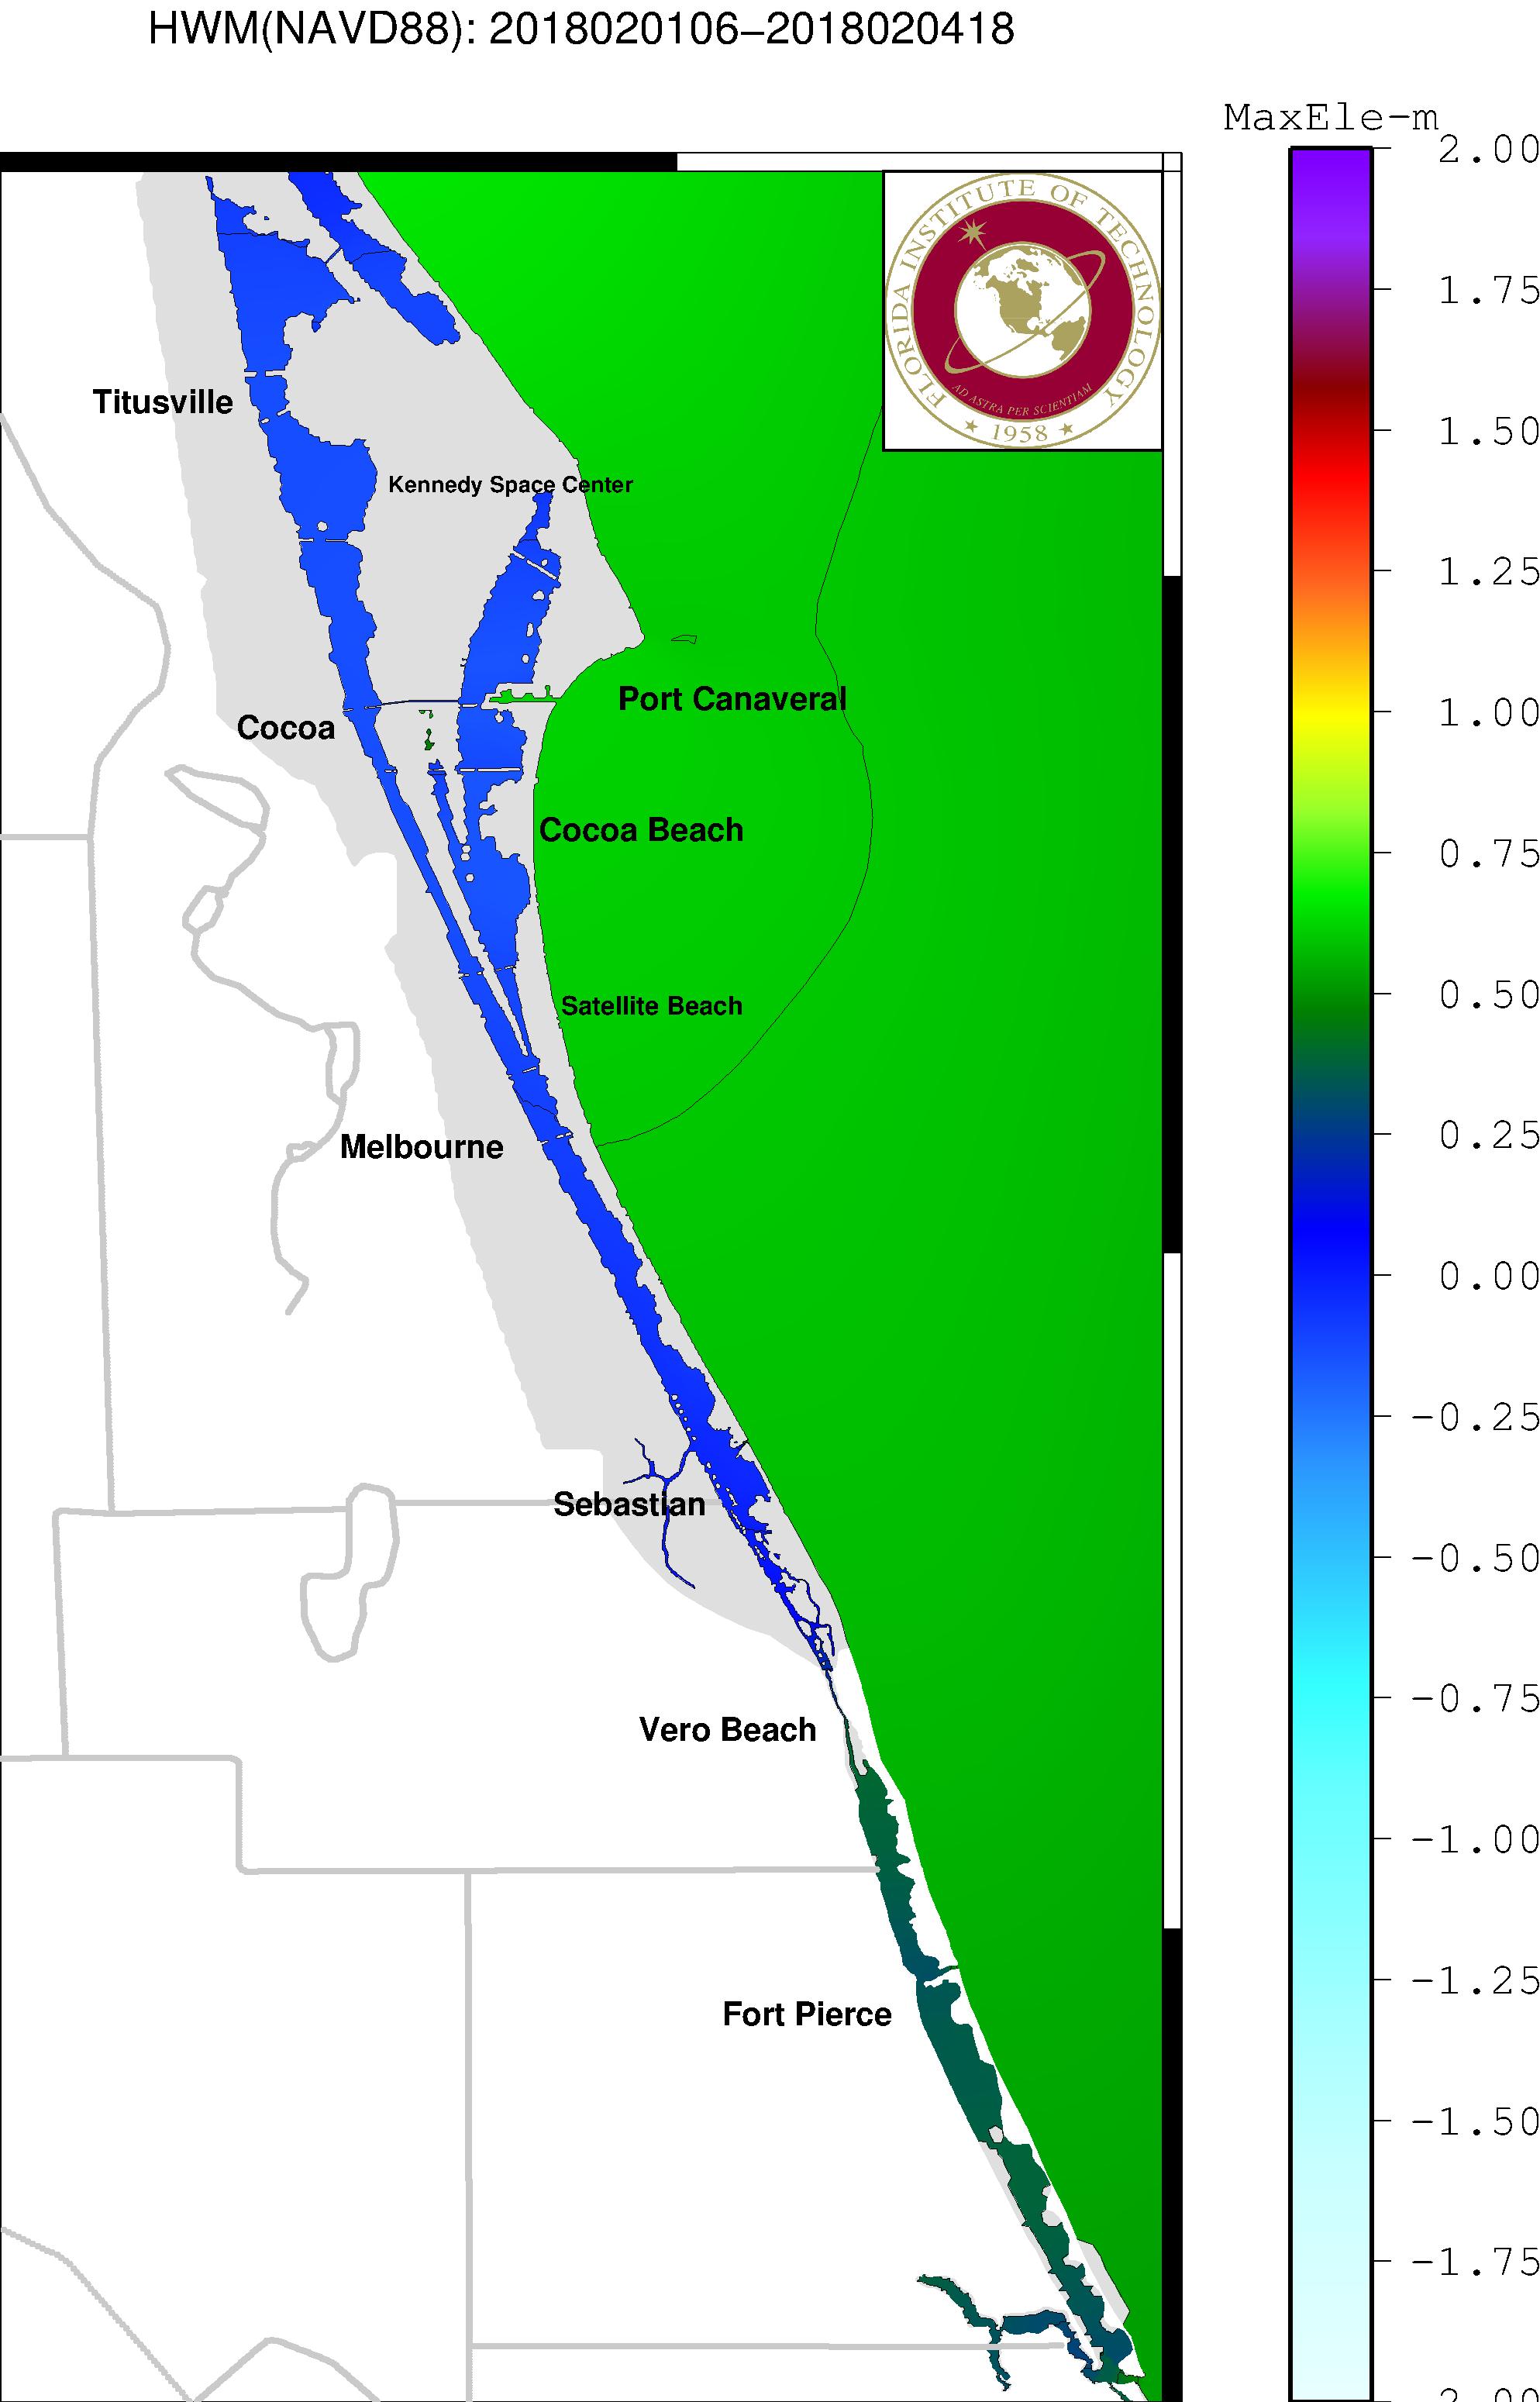 HWM(NAVD88): 2018020106–2018020418
MaxEle-m
2.00
1.75
1.50
1.25
1.00
0.75
0.50
0.25
0.00
-0.25
-0.50
-0.75
-1.00
-1.25
-1.50
-1.75
-2.00
FLORIDA INSTITUTE OF TECHNOLOGY
AD ASTRA PER SCIENTIAM
★ 1958 ★
Titusville
Kennedy Space Center
Port Canaveral
Cocoa
Cocoa Beach
Satellite Beach
Melbourne
Sebastian
Vero Beach
Fort Pierce